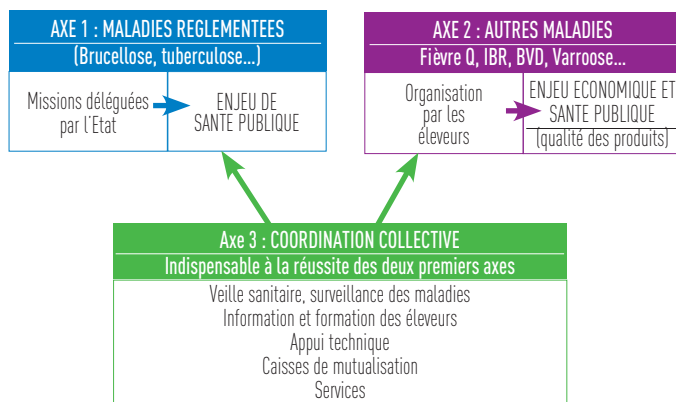 AXE 1 : MALADIES REGLEMENTEES
(Brucellose, tuberculose...)
Missions déléguées
par l'Etat
ENJEU DE
SANTE PUBLIQUE
AXE 2 : AUTRES MALADIES
Fièvre Q, IBR, BVD, Varroose...
Organisation
par les
éleveurs
ENJEU ECONOMIQUE ET
SANTE PUBLIQUE
(qualité des produits)
Axe 3 : COORDINATION COLLECTIVE
Indispensable à la réussite des deux premiers axes
Veille sanitaire, surveillance des maladies
Information et formation des éleveurs
Appui technique
Caisses de mutualisation
Services